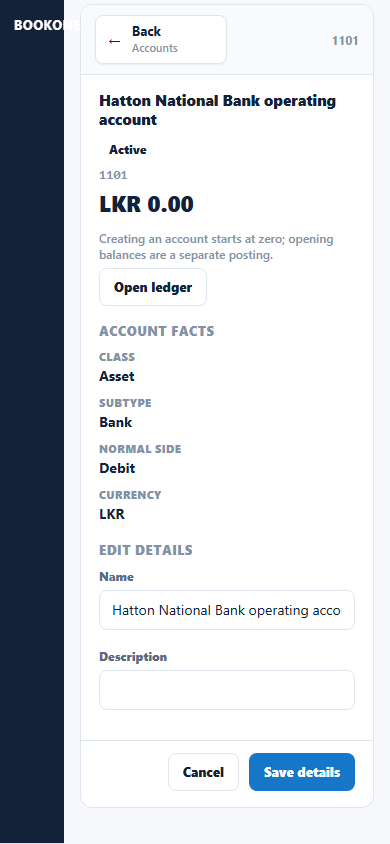 BOOKONE
← Back
Accounts
1101
Hatton National Bank operating
account
Active
1101
LKR 0.00
Creating an account starts at zero; opening
balances are a separate posting.
Open ledger
ACCOUNT FACTS
CLASS
Asset
SUBTYPE
Bank
NORMAL SIDE
Debit
CURRENCY
LKR
EDIT DETAILS
Name
Hatton National Bank operating acco
Description
Cancel
Save details